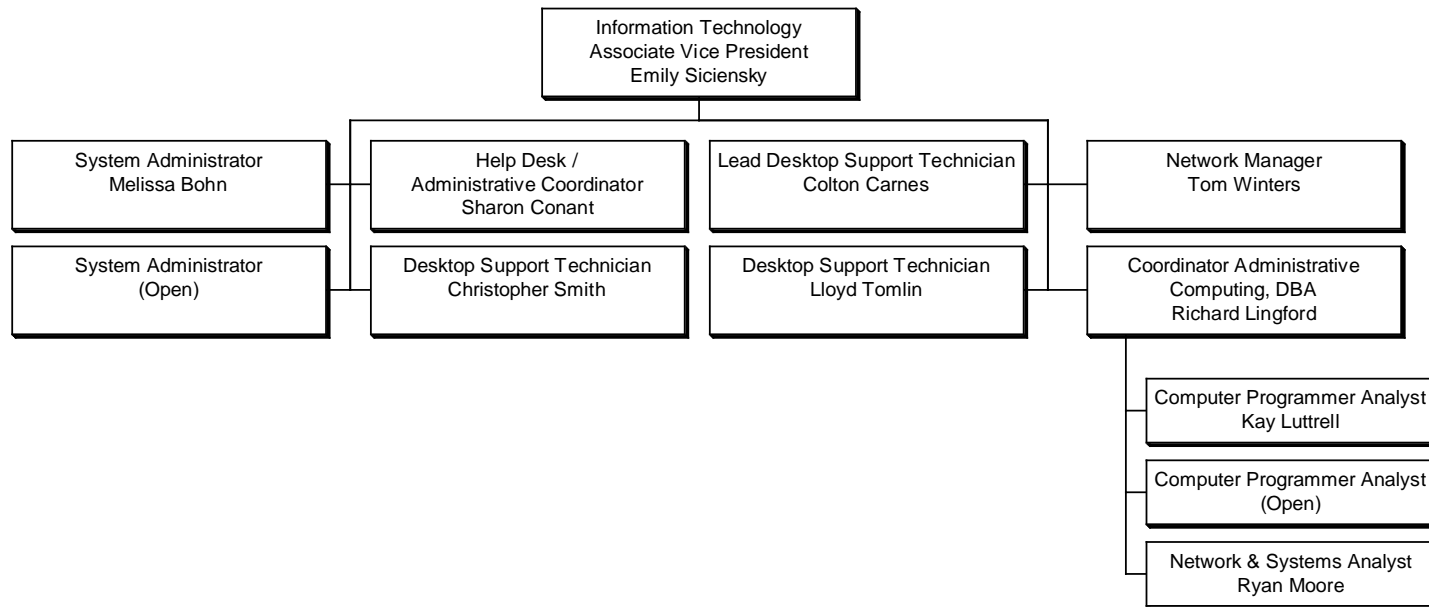 Information Technology
Associate Vice President
Emily Siciensky
System Administrator
Melissa Bohn
Help Desk /
Administrative Coordinator
Sharon Conant
Lead Desktop Support Technician
Colton Carnes
Network Manager
Tom Winters
System Administrator
(Open)
Desktop Support Technician
Christopher Smith
Desktop Support Technician
Lloyd Tomlin
Coordinator Administrative
Computing, DBA
Richard Lingford
Computer Programmer Analyst
Kay Luttrell
Computer Programmer Analyst
(Open)
Network & Systems Analyst
Ryan Moore